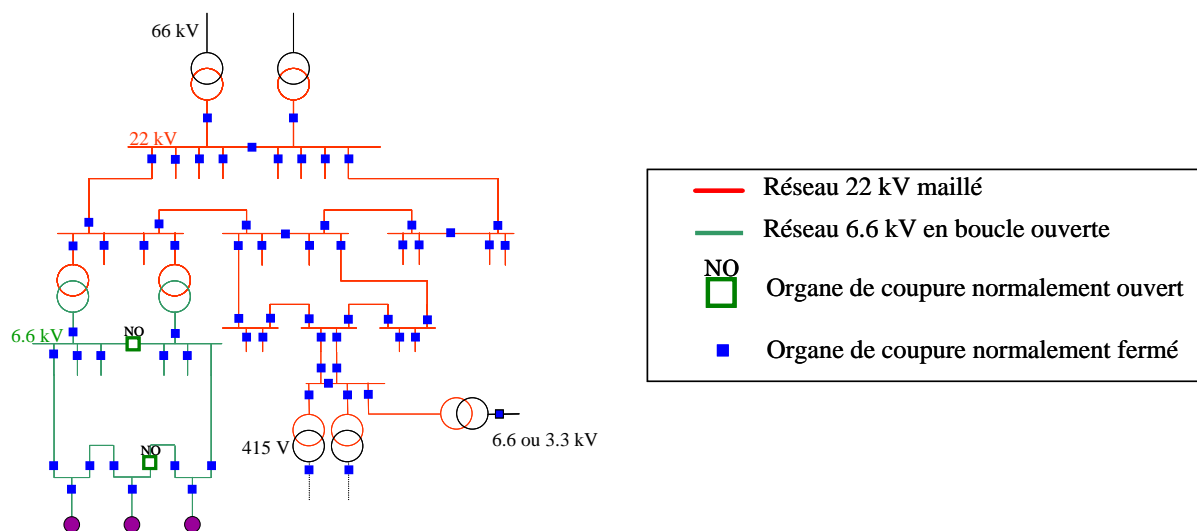 66 kV
22 kV
6.6 kV
NO
NO
415 V
6.6 ou 3.3 kV
Réseau 22 kV maillé
Réseau 6.6 kV en boucle ouverte
NO
Organe de coupure normalement ouvert
Organe de coupure normalement fermé